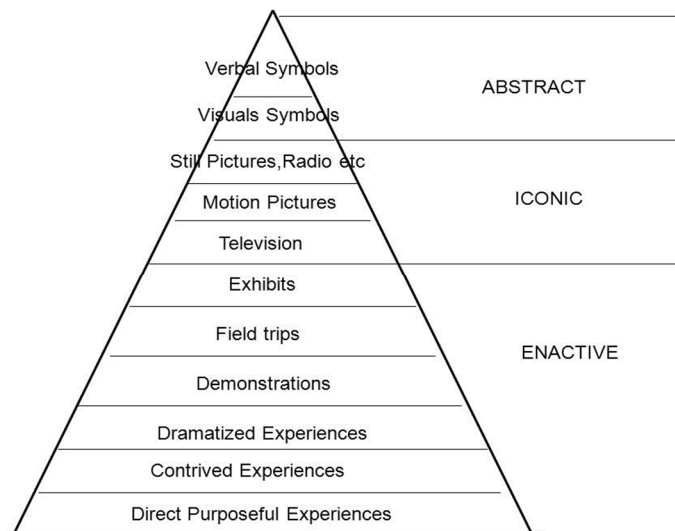 Verbal Symbols
ABSTRACT
Visuals Symbols
Still Pictures,Radio etc
ICONIC
Motion Pictures
Television
Exhibits
Field trips
ENACTIVE
Demonstrations
Dramatized Experiences
Contrived Experiences
Direct Purposeful Experiences